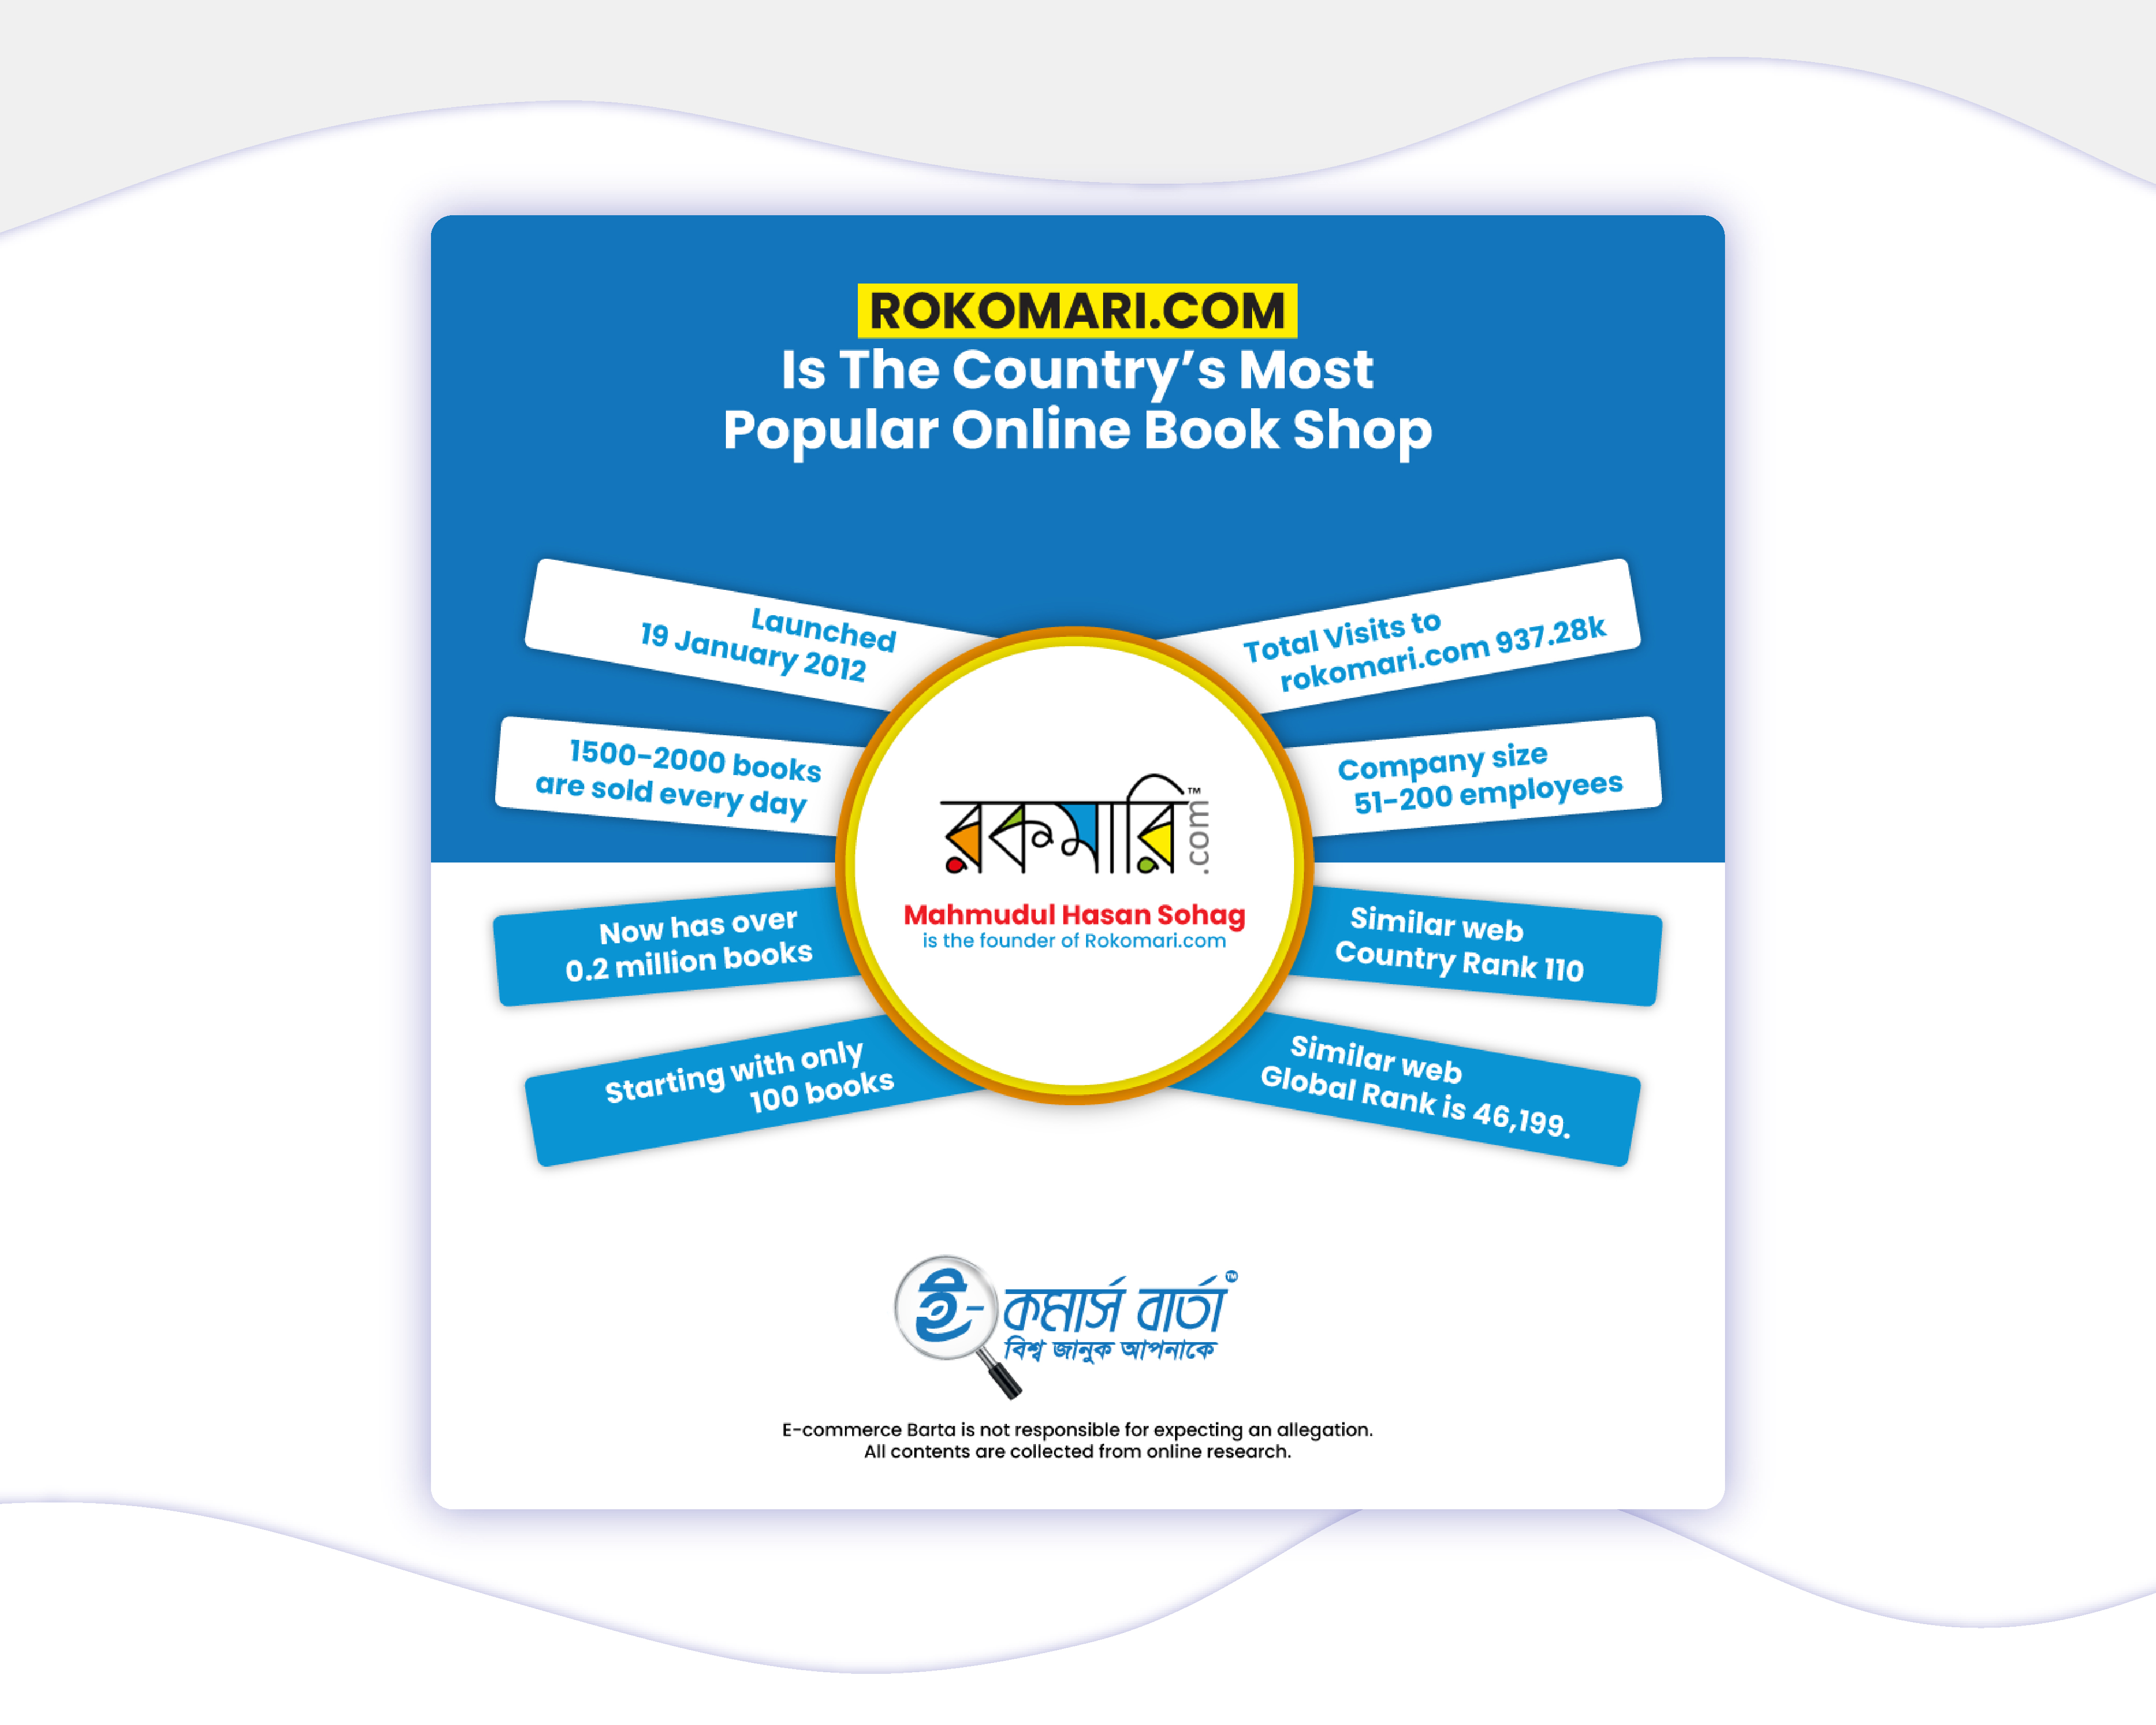 ROKOMARI.COM
Is The Country’s Most
Popular Online Book Shop
Launched
19 January 2012
1500-2000 books
are sold every day
Now has over
0.2 million books
Starting with only
100 books
Total Visits to
rokomari.com 937.28k
Company size
51-200 employees
Similar web
Country Rank 110
Similar web
Global Rank is 46,199.
রকমারি.com™
Mahmudul Hasan Sohag
is the founder of Rokomari.com
ই-কমার্স বার্তা™
বিশ্ব জানুক আপনাকে
E-commerce Barta is not responsible for expecting an allegation.
All contents are collected from online research.